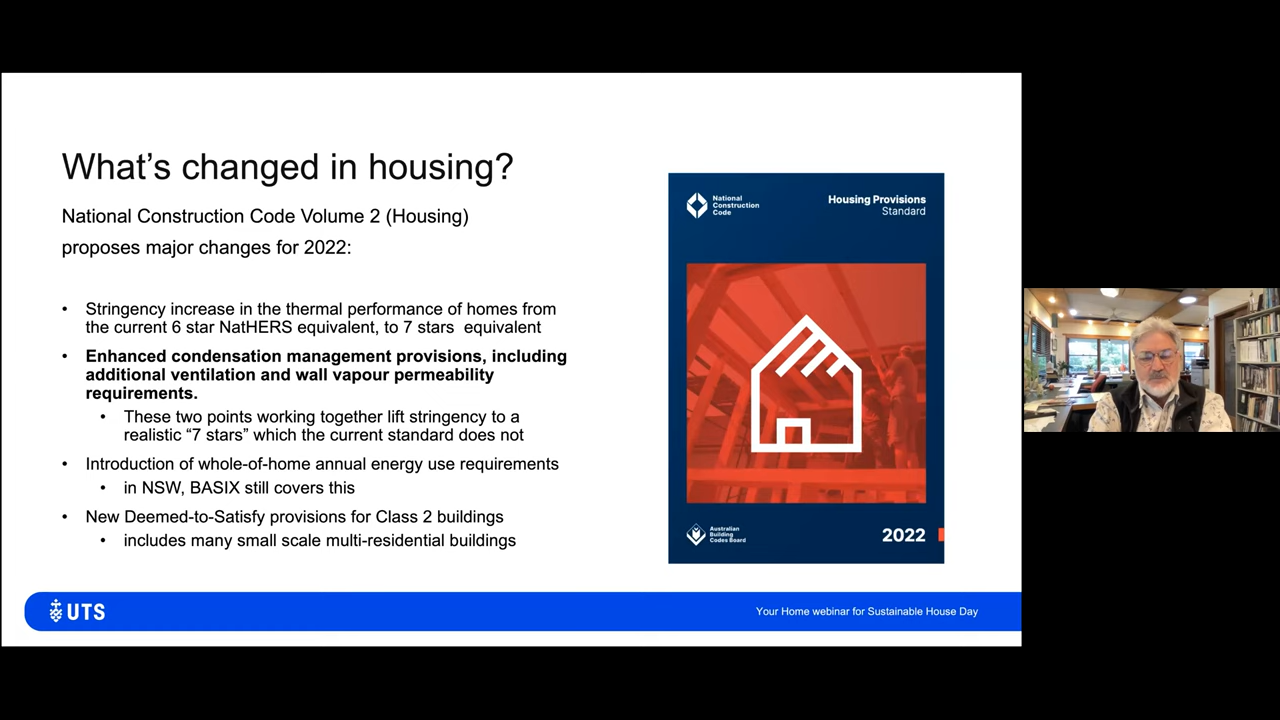 What's changed in housing?
National Construction Code Volume 2 (Housing)
proposes major changes for 2022:
• Stringency increase in the thermal performance of homes from
the current 6 star NatHERS equivalent, to 7 stars equivalent
• Enhanced condensation management provisions, including
additional ventilation and wall vapour permeability
requirements.
• These two points working together lift stringency to a
realistic “7 stars” which the current standard does not
• Introduction of whole-of-home annual energy use requirements
• in NSW, BASIX still covers this
• New Deemed-to-Satisfy provisions for Class 2 buildings
• includes many small scale multi-residential buildings
National
Construction
Code
Housing Provisions
Standard
Australian
Building
Codes Board
2022
UTS
Your Home webinar for Sustainable House Day